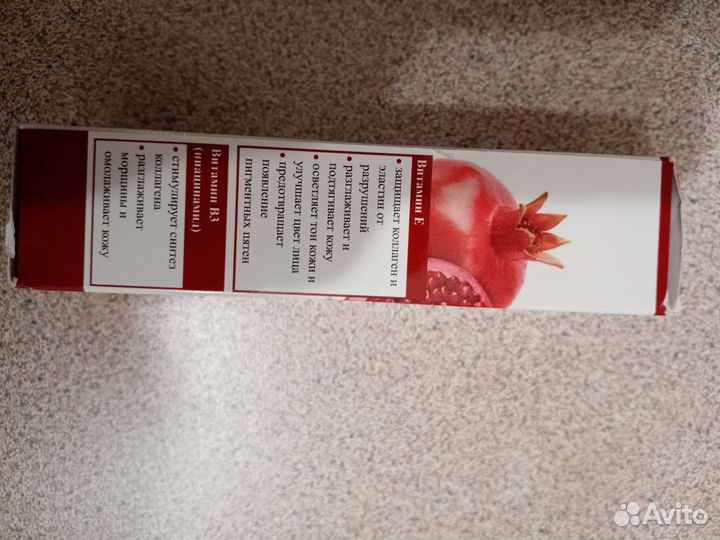 Витамин Е
• защищает коллаген и
эластин от
разрушений
• разглаживает и
подтягивает кожу
• осветляет тон кожи и
улучшает цвет лица
• предотвращает
появление
пигментных пятен
Витамин В3
(ниацинамид)
• стимулирует синтез
коллагена
• разглаживает
морщины и
омолаживает кожу
Avito